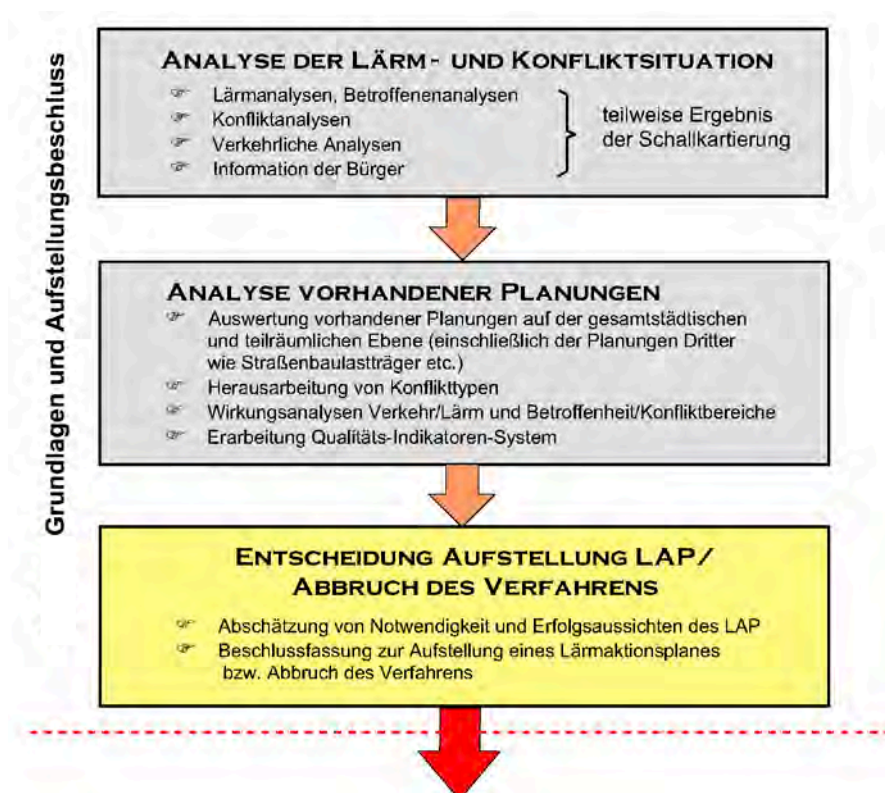 Grundlagen und Aufstellungsbeschluss
ANALYSE DER LÄRM- UND KONFLIKTSITUATION
Lärmanalysen, Betroffenenanalysen
Konfliktanalysen
Verkehrliche Analysen
Information der Bürger
teilweise Ergebnis
der Schallkartierung
ANALYSE VORHANDENER PLANUNGEN
Auswertung vorhandener Planungen auf der gesamtstädtischen
und teilräumlichen Ebene (einschließlich der Planungen Dritter
wie Straßenbaulastträger etc.)
Herausarbeitung von Konflikttypen
Wirkungsanalysen Verkehr/Lärm und Betroffenheit/Konfliktbereiche
Erarbeitung Qualitäts-Indikatoren-System
ENTSCHEIDUNG AUFSTELLUNG LAP/
ABBRUCH DES VERFAHRENS
Abschätzung von Notwendigkeit und Erfolgsaussichten des LAP
Beschlussfassung zur Aufstellung eines Lärmaktionsplanes
bzw. Abbruch des Verfahrens